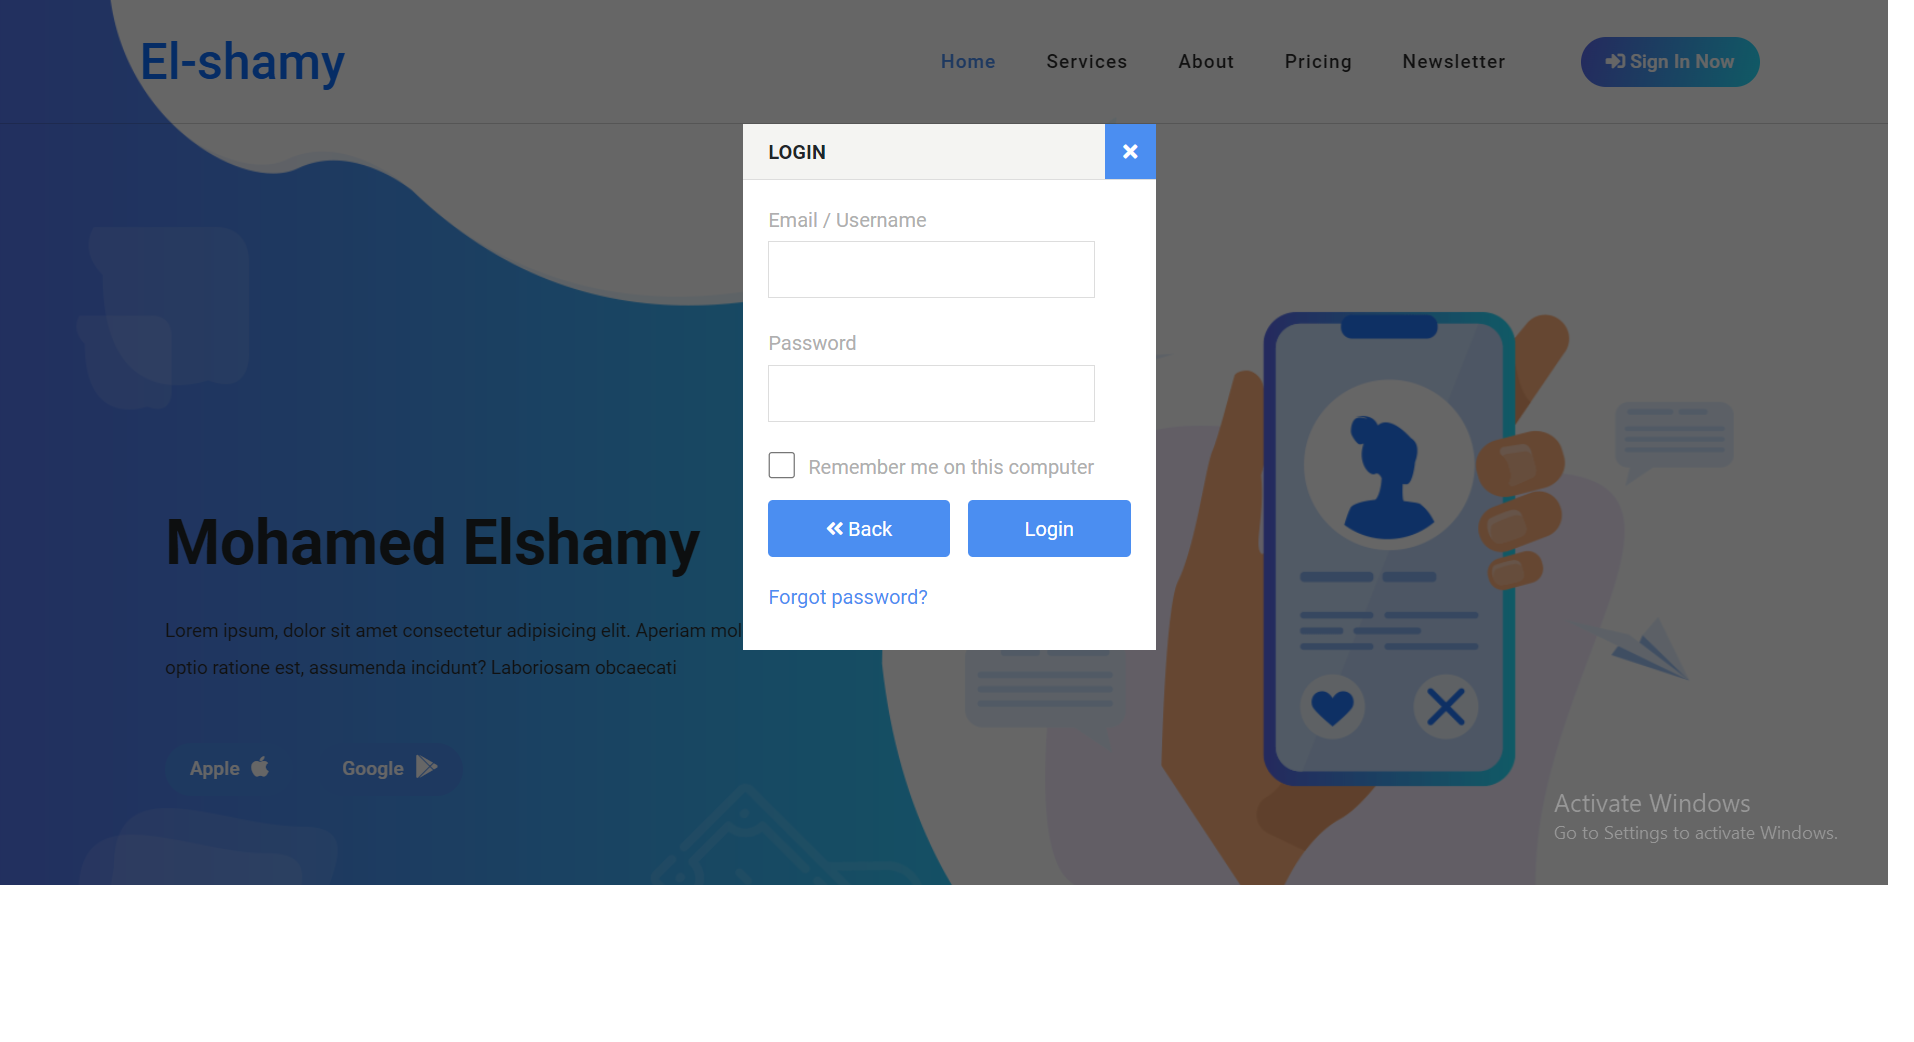 El-shamy
Home Services About Pricing Newsletter Sign In Now
LOGIN
Email / Username
Password
Remember me on this computer
Back Login
Forgot password?
Mohamed Elshamy
Lorem ipsum, dolor sit amet consectetur adipisicing elit. Aperiam mol
optio ratione est, assumenda incidunt? Laboriosam obcaecati
Apple Google
Activate Windows
Go to Settings to activate Windows.